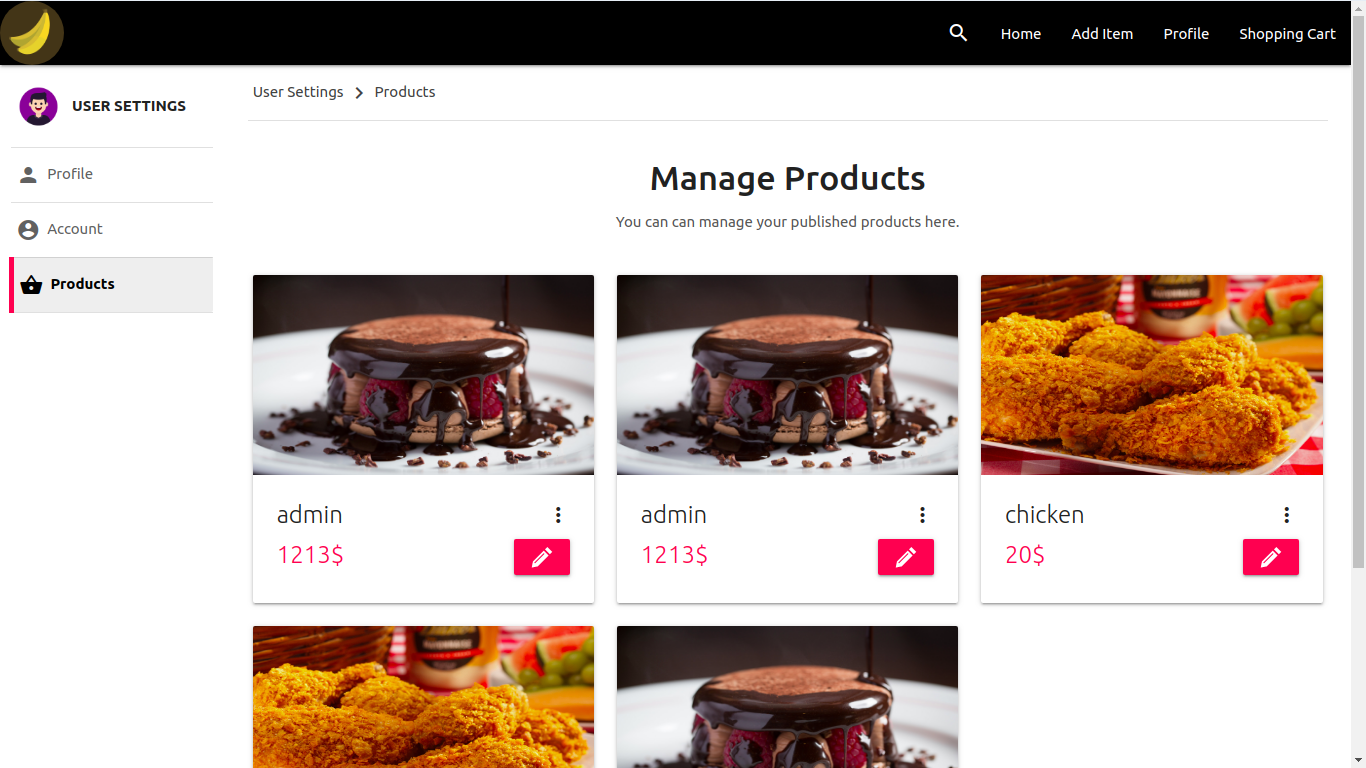 Home Add Item Profile Shopping Cart
USER SETTINGS
Profile
Account
Products
User Settings Products
Manage Products
You can can manage your published products here.
admin
1213$
admin
1213$
chicken
20$